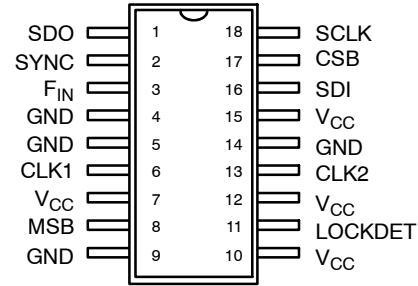 SDO 1 18 SCLK
SYNC 2 17 CSB
FIN 3 16 SDI
GND 4 15 VCC
GND 5 14 GND
CLK1 6 13 CLK2
VCC 7 12 VCC
MSB 8 11 LOCKDET
GND 9 10 VCC